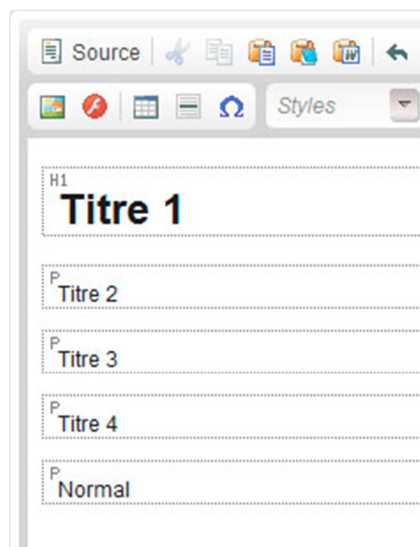 Source
Styles
H1
Titre 1
P
Titre 2
P
Titre 3
P
Titre 4
P
Normal